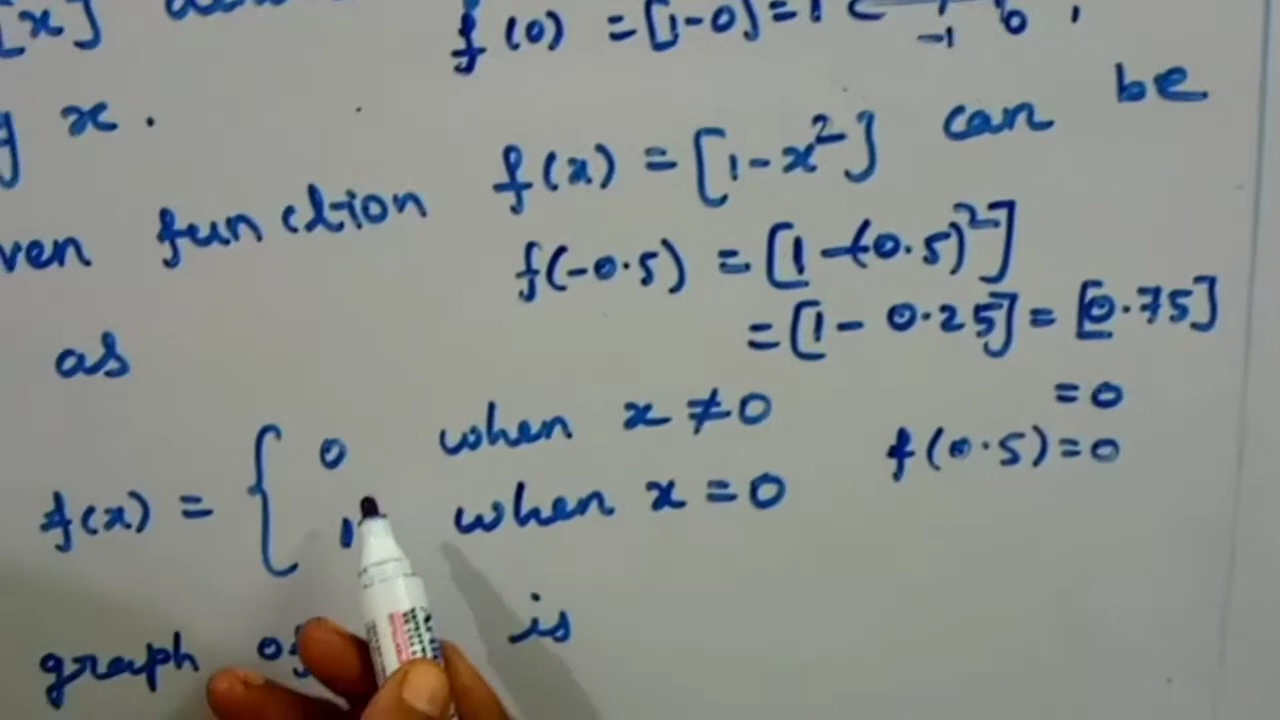 [x]
f(0) = [1-0] = 1
-1 0 1
x.
function f(x) = [1-x²] can be
f(-0.5) = [1-(0.5)²]
= [1-0.25] = [0.75]
as
= 0
f(x) = { 0 when x ≠ 0
1 when x = 0
f(0.5) = 0
graph is